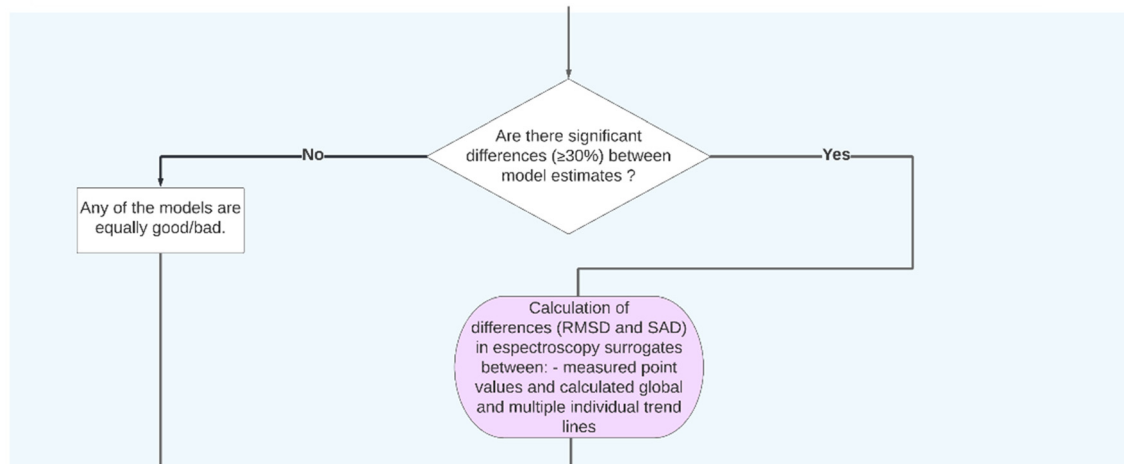 Are there significant
differences (≥30%) between
model estimates ?
No
Yes
Any of the models are
equally good/bad.
Calculation of
differences (RMSD and SAD)
in espectroscopy surrogates
between: - measured point
values and calculated global
and multiple individual trend
lines